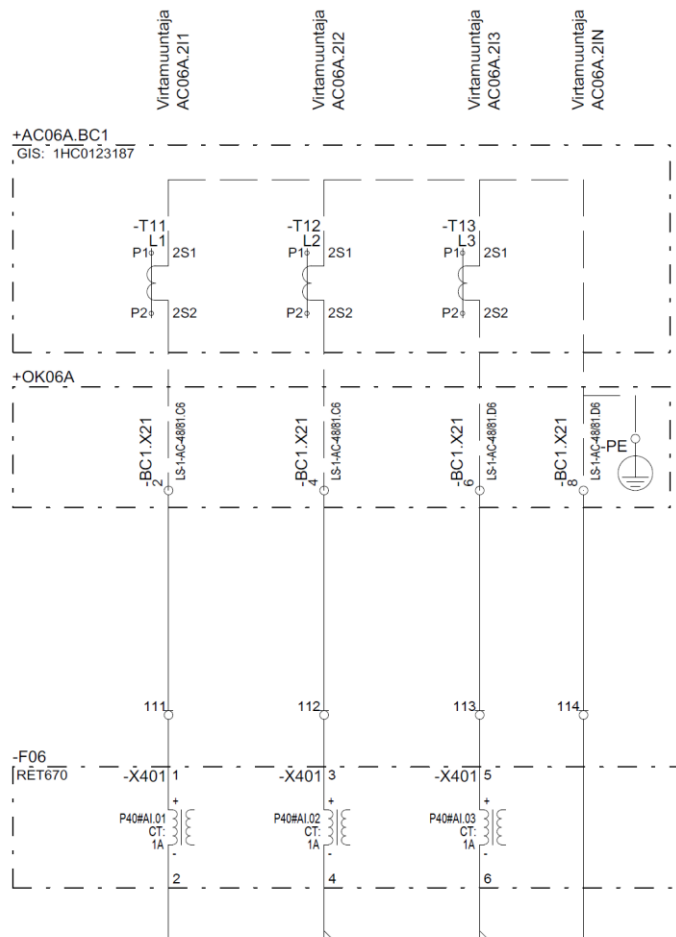 Virtamuuntaja
AC06A.2I1
Virtamuuntaja
AC06A.2I2
Virtamuuntaja
AC06A.2I3
Virtamuuntaja
AC06A.2IN
+AC06A.BC1
GIS: 1HC0123187
-T11
L1
P1
2S1
P2
2S2
-T12
L2
P1
2S1
P2
2S2
-T13
L3
P1
2S1
P2
2S2
+OK06A
-BC1.X21
2
LS-1-AC-48/81.C6
-BC1.X21
4
LS-1-AC-48/81.C6
-BC1.X21
6
LS-1-AC-48/81.D6
-BC1.X21
8
LS-1-AC-48/81.D6
-PE
111
112
113
114
-F06
RET670
-X401 1
-X401 3
-X401 5
+
P40#AI.01
CT:
1A
-
2
+
P40#AI.02
CT:
1A
-
4
+
P40#AI.03
CT:
1A
-
6